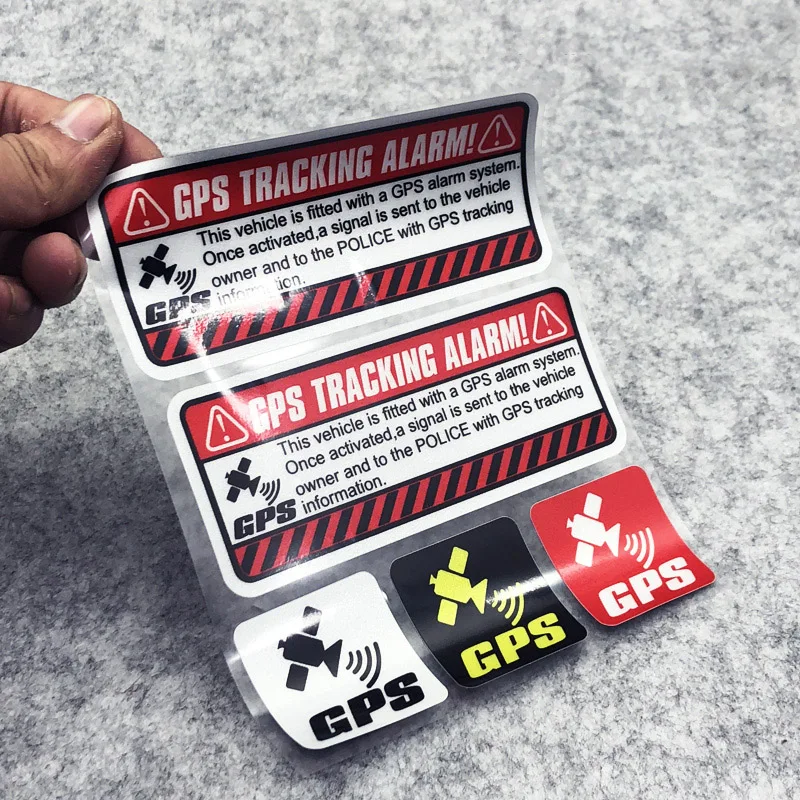 GPS TRACKING ALARM!
This vehicle is fitted with a GPS alarm system.
Once activated,a signal is sent to the vehicle
owner and to the POLICE with GPS tracking
information.
GPS
GPS TRACKING ALARM!
This vehicle is fitted with a GPS alarm system.
Once activated,a signal is sent to the vehicle
owner and to the POLICE with GPS tracking
information.
GPS
GPS
GPS
GPS